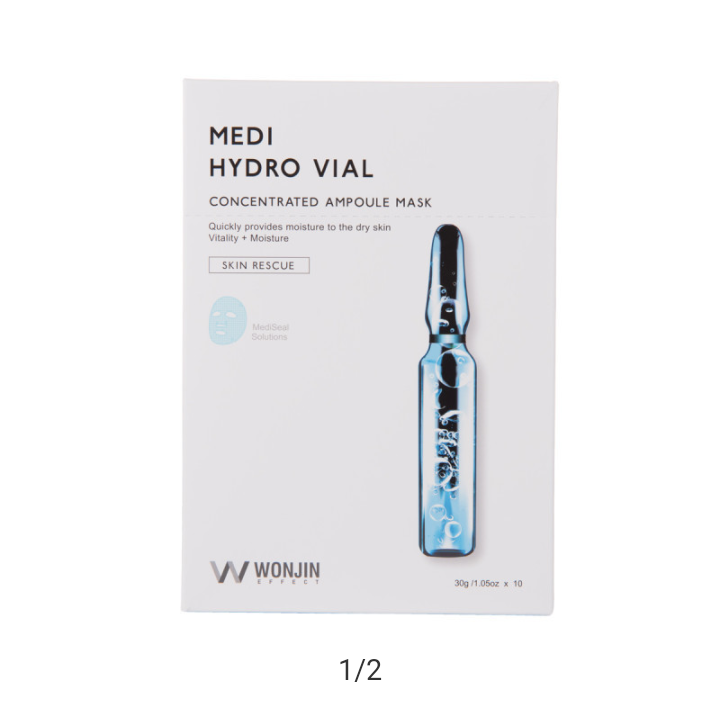 MEDI
HYDRO VIAL
CONCENTRATED AMPOULE MASK
Quickly provides moisture to the dry skin
Vitality + Moisture
SKIN RESCUE
MediSeal
Solutions
W WONJIN
EFFECT
30g /1.05oz x 10
1/2